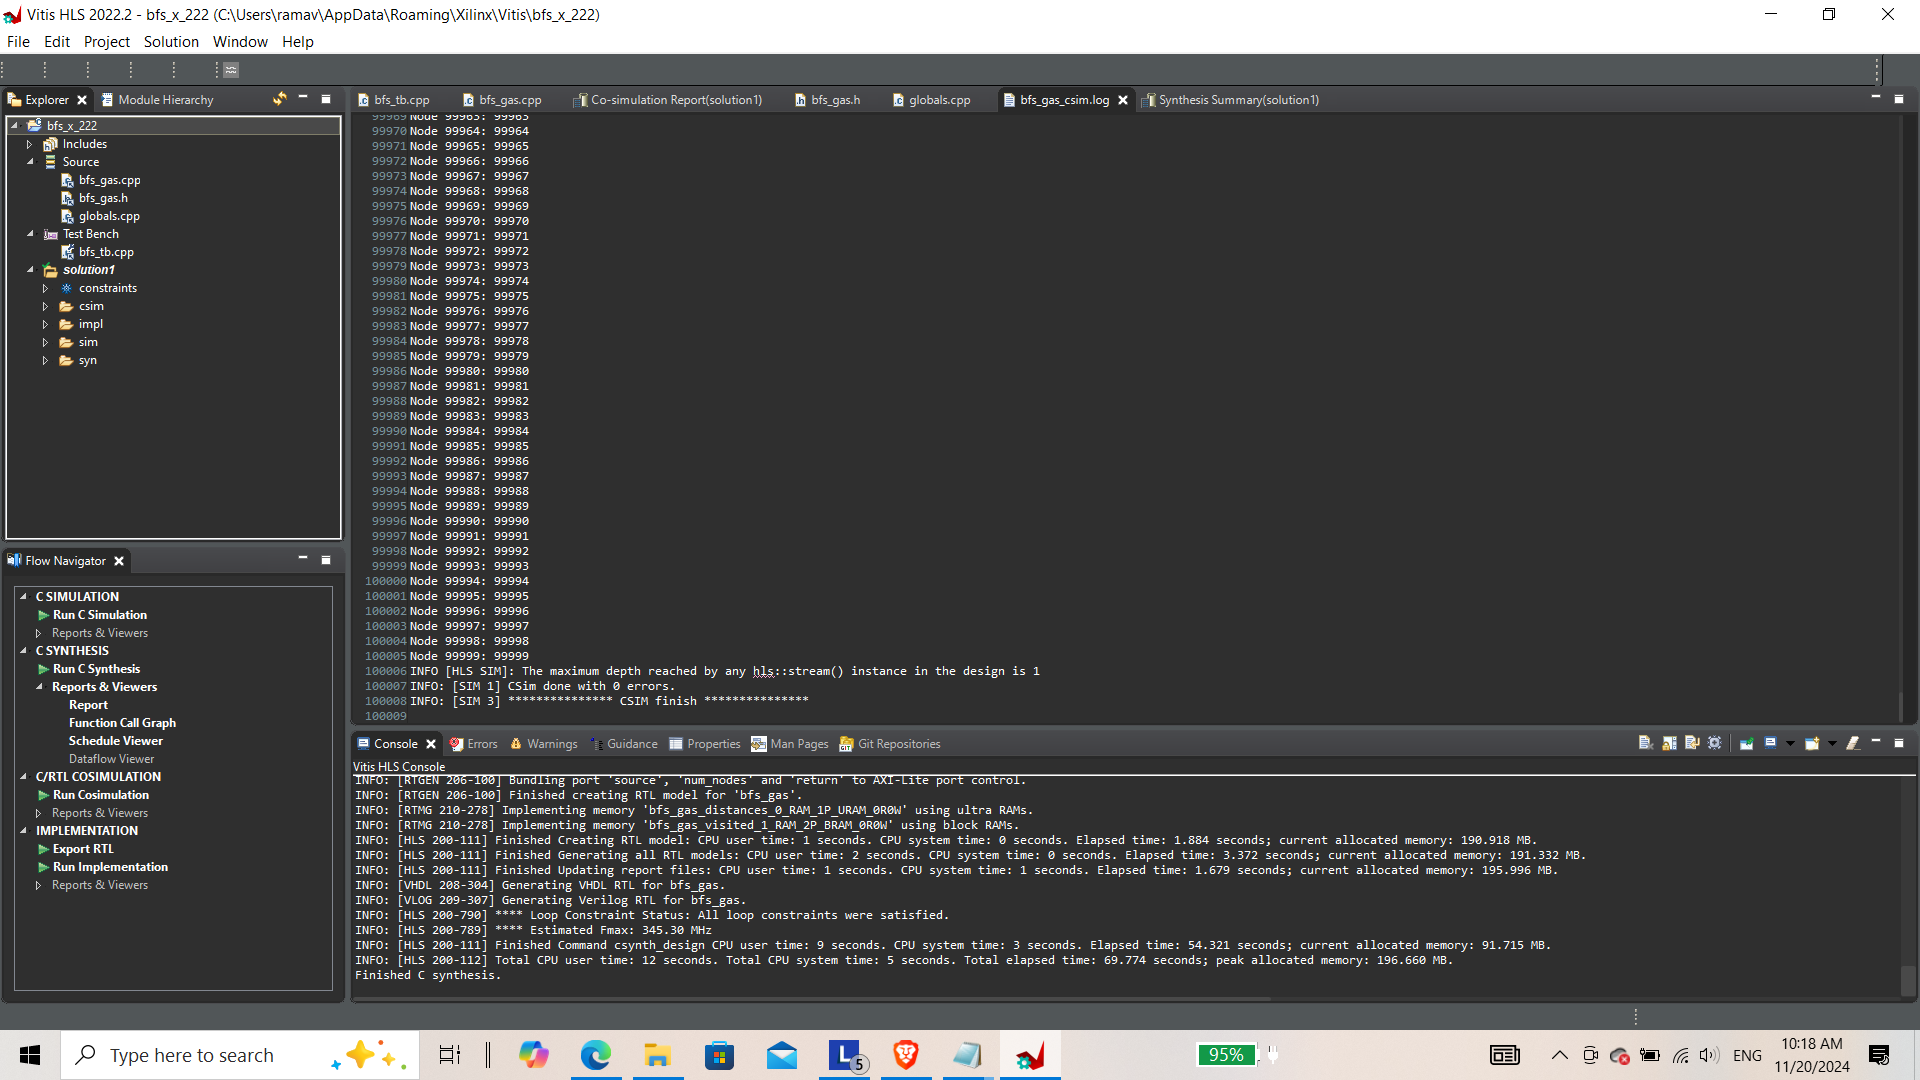 Vitis HLS 2022.2 - bfs_x_222 (C:\Users\ramav\AppData\Roaming\Xilinx\Vitis\bfs_x_222)
File Edit Project Solution Window Help
Explorer Module Hierarchy
bfs_x_222
Includes
Source
bfs_gas.cpp
bfs_gas.h
globals.cpp
Test Bench
bfs_tb.cpp
solution1
constraints
csim
impl
sim
syn
Flow Navigator
C SIMULATION
Run C Simulation
Reports & Viewers
C SYNTHESIS
Run C Synthesis
Reports & Viewers
Report
Function Call Graph
Schedule Viewer
Dataflow Viewer
C/RTL COSIMULATION
Run Cosimulation
Reports & Viewers
IMPLEMENTATION
Export RTL
Run Implementation
Reports & Viewers
bfs_tb.cpp bfs_gas.cpp Co-simulation Report(solution1) bfs_gas.h globals.cpp bfs_gas_csim.log Synthesis Summary(solution1)
99969 Node 99963: 99963
99970 Node 99964: 99964
99971 Node 99965: 99965
99972 Node 99966: 99966
99973 Node 99967: 99967
99974 Node 99968: 99968
99975 Node 99969: 99969
99976 Node 99970: 99970
99977 Node 99971: 99971
99978 Node 99972: 99972
99979 Node 99973: 99973
99980 Node 99974: 99974
99981 Node 99975: 99975
99982 Node 99976: 99976
99983 Node 99977: 99977
99984 Node 99978: 99978
99985 Node 99979: 99979
99986 Node 99980: 99980
99987 Node 99981: 99981
99988 Node 99982: 99982
99989 Node 99983: 99983
99990 Node 99984: 99984
99991 Node 99985: 99985
99992 Node 99986: 99986
99993 Node 99987: 99987
99994 Node 99988: 99988
99995 Node 99989: 99989
99996 Node 99990: 99990
99997 Node 99991: 99991
99998 Node 99992: 99992
99999 Node 99993: 99993
100000 Node 99994: 99994
100001 Node 99995: 99995
100002 Node 99996: 99996
100003 Node 99997: 99997
100004 Node 99998: 99998
100005 Node 99999: 99999
100006 INFO [HLS SIM]: The maximum depth reached by any hls::stream() instance in the design is 1
100007 INFO: [SIM 1] CSim done with 0 errors.
100008 INFO: [SIM 3] *************** CSIM finish ***************
100009
Console Errors Warnings Guidance Properties Man Pages Git Repositories
Vitis HLS Console
INFO: [RTGEN 206-100] Bundling port 'source', 'num_nodes' and 'return' to AXI-Lite port control.
INFO: [RTGEN 206-100] Finished creating RTL model for 'bfs_gas'.
INFO: [RTMG 210-278] Implementing memory 'bfs_gas_distances_0_RAM_1P_URAM_0R0W' using ultra RAMs.
INFO: [RTMG 210-278] Implementing memory 'bfs_gas_visited_1_RAM_2P_BRAM_0R0W' using block RAMs.
INFO: [HLS 200-111] Finished Creating RTL model: CPU user time: 1 seconds. CPU system time: 0 seconds. Elapsed time: 1.884 seconds; current allocated memory: 190.918 MB.
INFO: [HLS 200-111] Finished Generating all RTL models: CPU user time: 2 seconds. CPU system time: 0 seconds. Elapsed time: 3.372 seconds; current allocated memory: 191.332 MB.
INFO: [HLS 200-111] Finished Updating report files: CPU user time: 1 seconds. CPU system time: 1 seconds. Elapsed time: 1.679 seconds; current allocated memory: 195.996 MB.
INFO: [VHDL 208-304] Generating VHDL RTL for bfs_gas.
INFO: [VLOG 209-307] Generating Verilog RTL for bfs_gas.
INFO: [HLS 200-790] **** Loop Constraint Status: All loop constraints were satisfied.
INFO: [HLS 200-789] **** Estimated Fmax: 345.30 MHz
INFO: [HLS 200-111] Finished Command csynth_design CPU user time: 9 seconds. CPU system time: 3 seconds. Elapsed time: 54.321 seconds; current allocated memory: 91.715 MB.
INFO: [HLS 200-112] Total CPU user time: 12 seconds. Total CPU system time: 5 seconds. Total elapsed time: 69.774 seconds; peak allocated memory: 196.660 MB.
Finished C synthesis.
Type here to search
L 5
95%
ENG
10:18 AM
11/20/2024